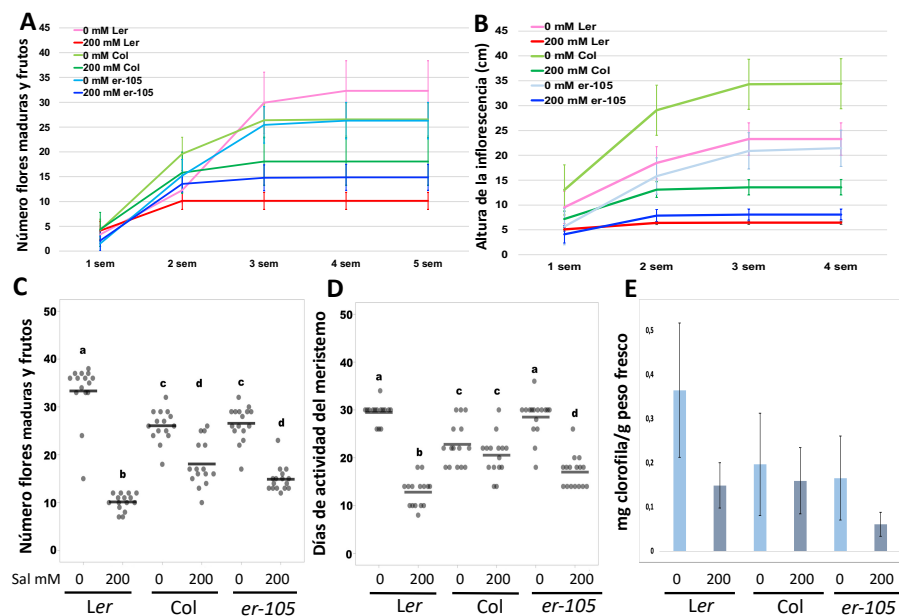 A
Número flores maduras y frutos
45
40
35
30
25
20
15
10
5
0
0 mM Ler
200 mM Ler
0 mM Col
200 mM Col
0 mM er-105
200 mM er-105
1 sem 2 sem 3 sem 4 sem 5 sem
B
Altura de la inflorescencia (cm)
45
40
35
30
25
20
15
10
5
0
0 mM Ler
200 mM Ler
0 mM Col
200 mM Col
0 mM er-105
200 mM er-105
1 sem 2 sem 3 sem 4 sem
C
Número flores maduras y frutos
50
40
30
20
10
0
a
b
c
d
c
d
Sal mM 0 200 0 200 0 200
Ler Col er-105
D
Días de actividad del meristemo
50
40
30
20
10
0
a
b
c
c
a
d
0 200 0 200 0 200
Ler Col er-105
E
mg clorofila/g peso fresco
0,5
0,4
0,3
0,2
0,1
0
0 200 0 200 0 200
Ler Col er-105